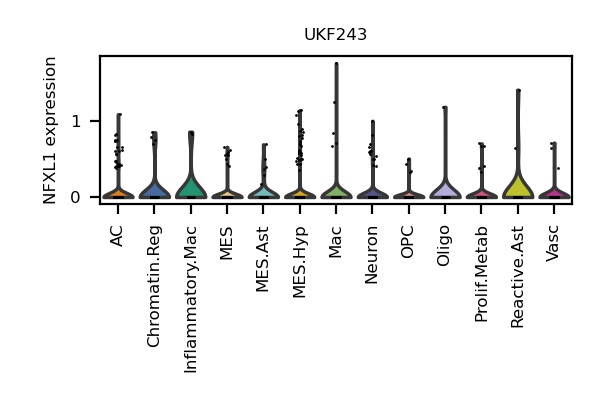 UKF243
NFXL1 expression
1
0
AC
Chromatin.Reg
Inflammatory.Mac
MES
MES.Ast
MES.Hyp
Mac
Neuron
OPC
Oligo
Prolif.Metab
Reactive.Ast
Vasc